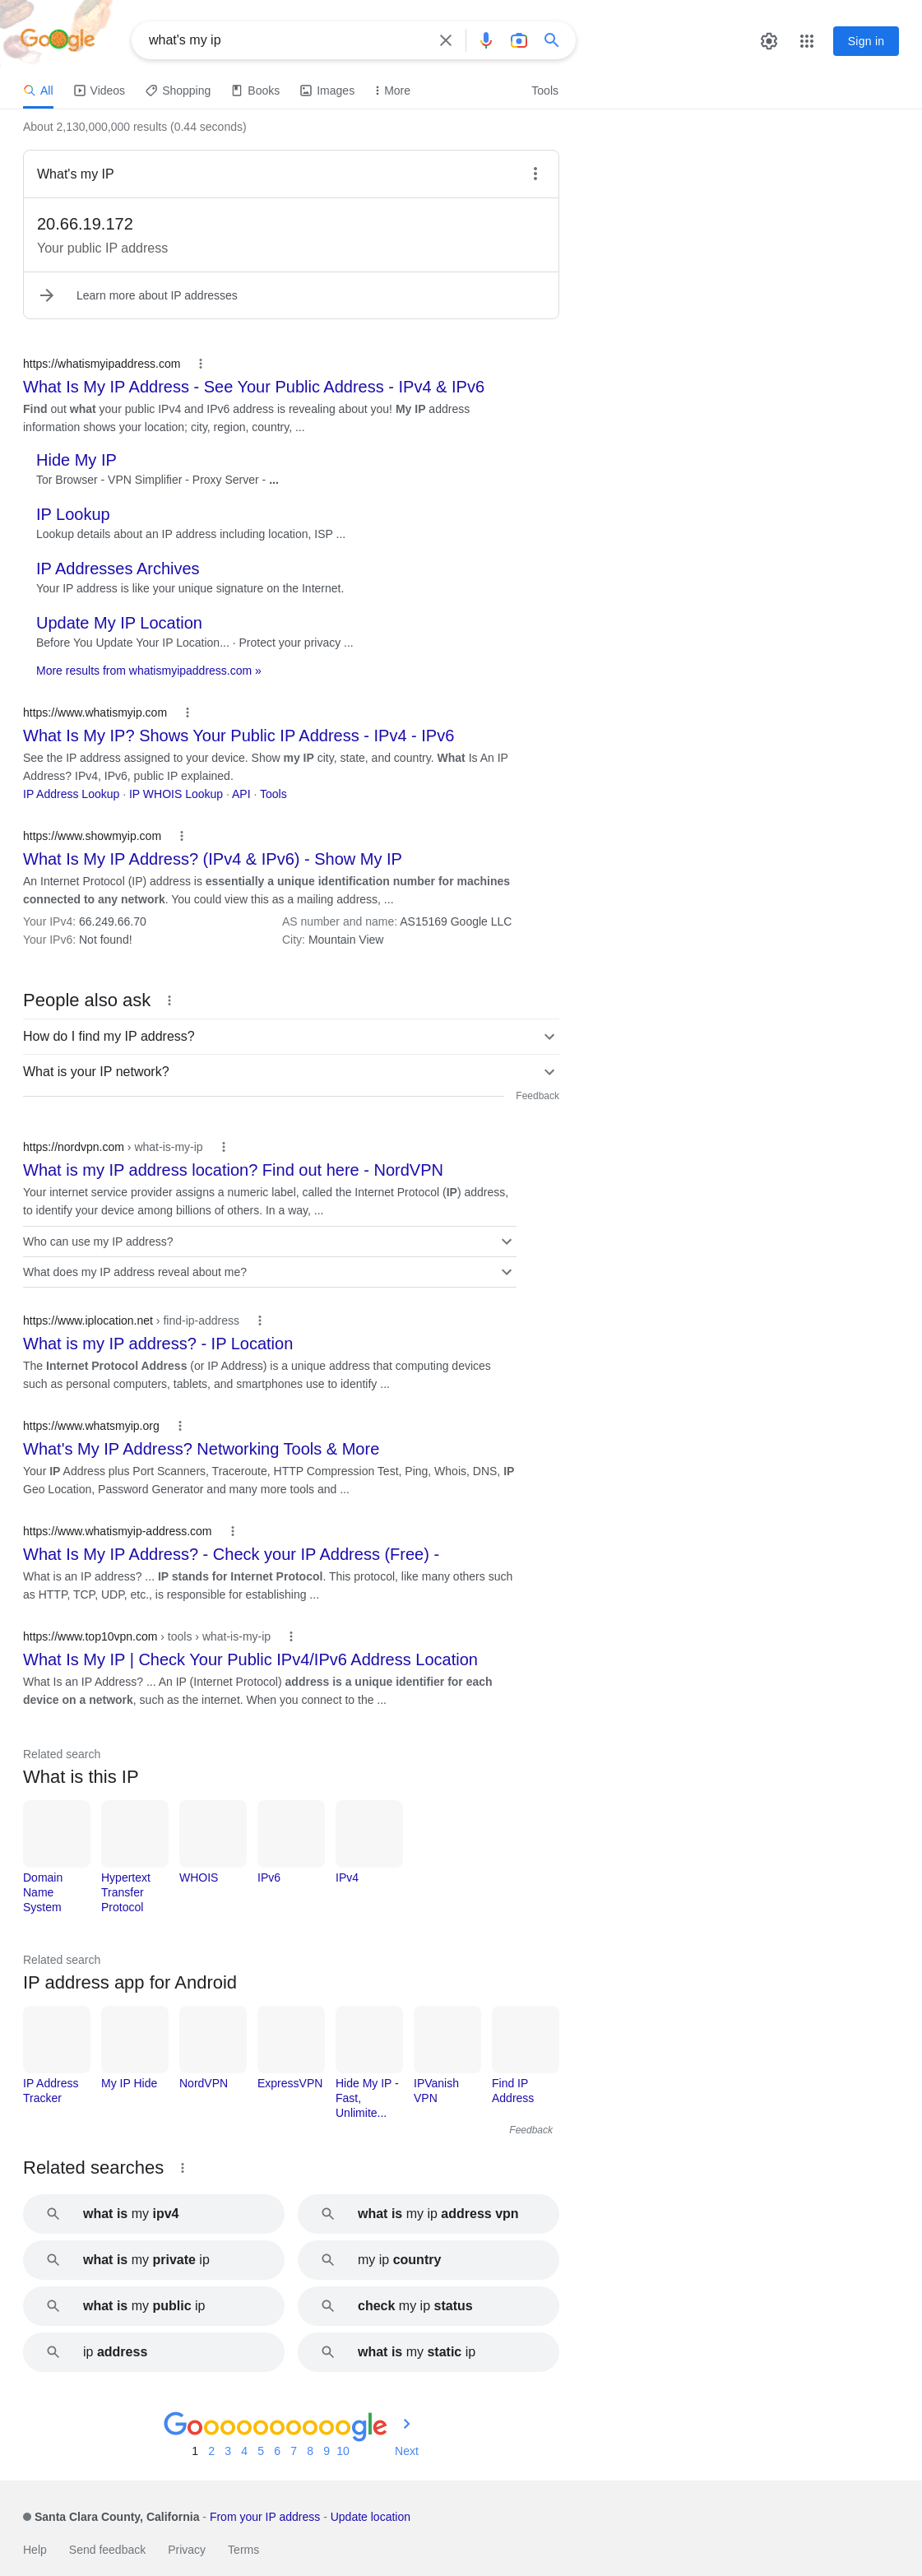 Google
what's my ip
Sign in
All
Videos
Shopping
Books
Images
More
Tools
About 2,130,000,000 results (0.44 seconds)
What's my IP
20.66.19.172
Your public IP address
Learn more about IP addresses
https://whatismyipaddress.com
What Is My IP Address - See Your Public Address - IPv4 & IPv6
Find out what your public IPv4 and IPv6 address is revealing about you! My IP address
information shows your location; city, region, country, ...
Hide My IP
Tor Browser - VPN Simplifier - Proxy Server - ...
IP Lookup
Lookup details about an IP address including location, ISP ...
IP Addresses Archives
Your IP address is like your unique signature on the Internet.
Update My IP Location
Before You Update Your IP Location... · Protect your privacy ...
More results from whatismyipaddress.com »
https://www.whatismyip.com
What Is My IP? Shows Your Public IP Address - IPv4 - IPv6
See the IP address assigned to your device. Show my IP city, state, and country. What Is An IP
Address? IPv4, IPv6, public IP explained.
IP Address Lookup · IP WHOIS Lookup · API · Tools
https://www.showmyip.com
What Is My IP Address? (IPv4 & IPv6) - Show My IP
An Internet Protocol (IP) address is essentially a unique identification number for machines
connected to any network. You could view this as a mailing address, ...
Your IPv4: 66.249.66.70
AS number and name: AS15169 Google LLC
Your IPv6: Not found!
City: Mountain View
People also ask
How do I find my IP address?
What is your IP network?
Feedback
https://nordvpn.com › what-is-my-ip
What is my IP address location? Find out here - NordVPN
Your internet service provider assigns a numeric label, called the Internet Protocol (IP) address,
to identify your device among billions of others. In a way, ...
Who can use my IP address?
What does my IP address reveal about me?
https://www.iplocation.net › find-ip-address
What is my IP address? - IP Location
The Internet Protocol Address (or IP Address) is a unique address that computing devices
such as personal computers, tablets, and smartphones use to identify ...
https://www.whatsmyip.org
What's My IP Address? Networking Tools & More
Your IP Address plus Port Scanners, Traceroute, HTTP Compression Test, Ping, Whois, DNS, IP
Geo Location, Password Generator and many more tools and ...
https://www.whatismyip-address.com
What Is My IP Address? - Check your IP Address (Free) -
What is an IP address? ... IP stands for Internet Protocol. This protocol, like many others such
as HTTP, TCP, UDP, etc., is responsible for establishing ...
https://www.top10vpn.com › tools › what-is-my-ip
What Is My IP | Check Your Public IPv4/IPv6 Address Location
What Is an IP Address? ... An IP (Internet Protocol) address is a unique identifier for each
device on a network, such as the internet. When you connect to the ...
Related search
What is this IP
Domain
Name
System
Hypertext
Transfer
Protocol
WHOIS
IPv6
IPv4
Related search
IP address app for Android
IP Address
Tracker
My IP Hide
NordVPN
ExpressVPN
Hide My IP -
Fast,
Unlimite...
IPVanish
VPN
Find IP
Address
Feedback
Related searches
what is my ipv4
what is my ip address vpn
what is my private ip
my ip country
what is my public ip
check my ip status
ip address
what is my static ip
Goooooooooogle
1 2 3 4 5 6 7 8 9 10 Next
Santa Clara County, California - From your IP address - Update location
Help Send feedback Privacy Terms